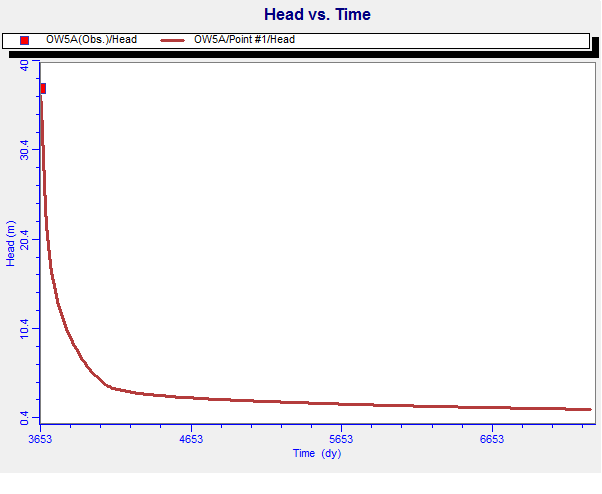 Head vs. Time
OW5A(Obs.)/Head OW5A/Point #1/Head
40
30.4
20.4
10.4
0.4
Head (m)
3653 4653 5653 6653
Time (dy)